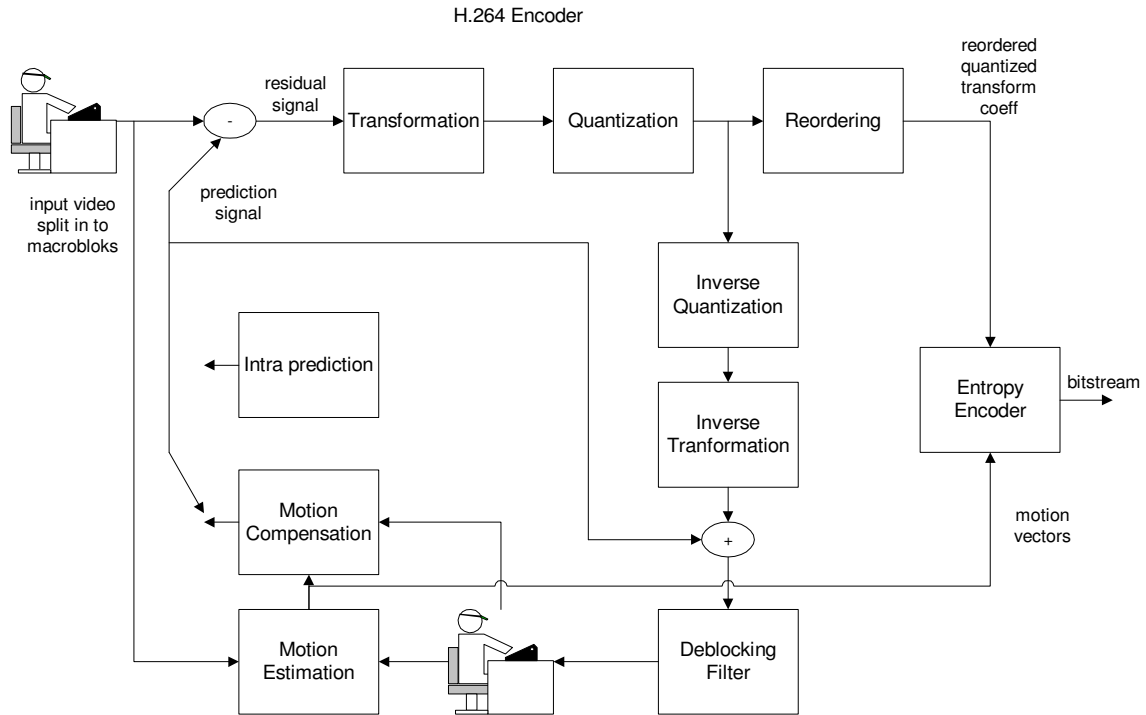 H.264 Encoder
reordered
quantized
transform
coeff
residual
signal
-
Transformation
Quantization
Reordering
input video
split in to
macrobloks
prediction
signal
Inverse
Quantization
Intra prediction
Inverse
Tranformation
Entropy
Encoder
bitstream
Motion
Compensation
+
motion
vectors
Motion
Estimation
Deblocking
Filter